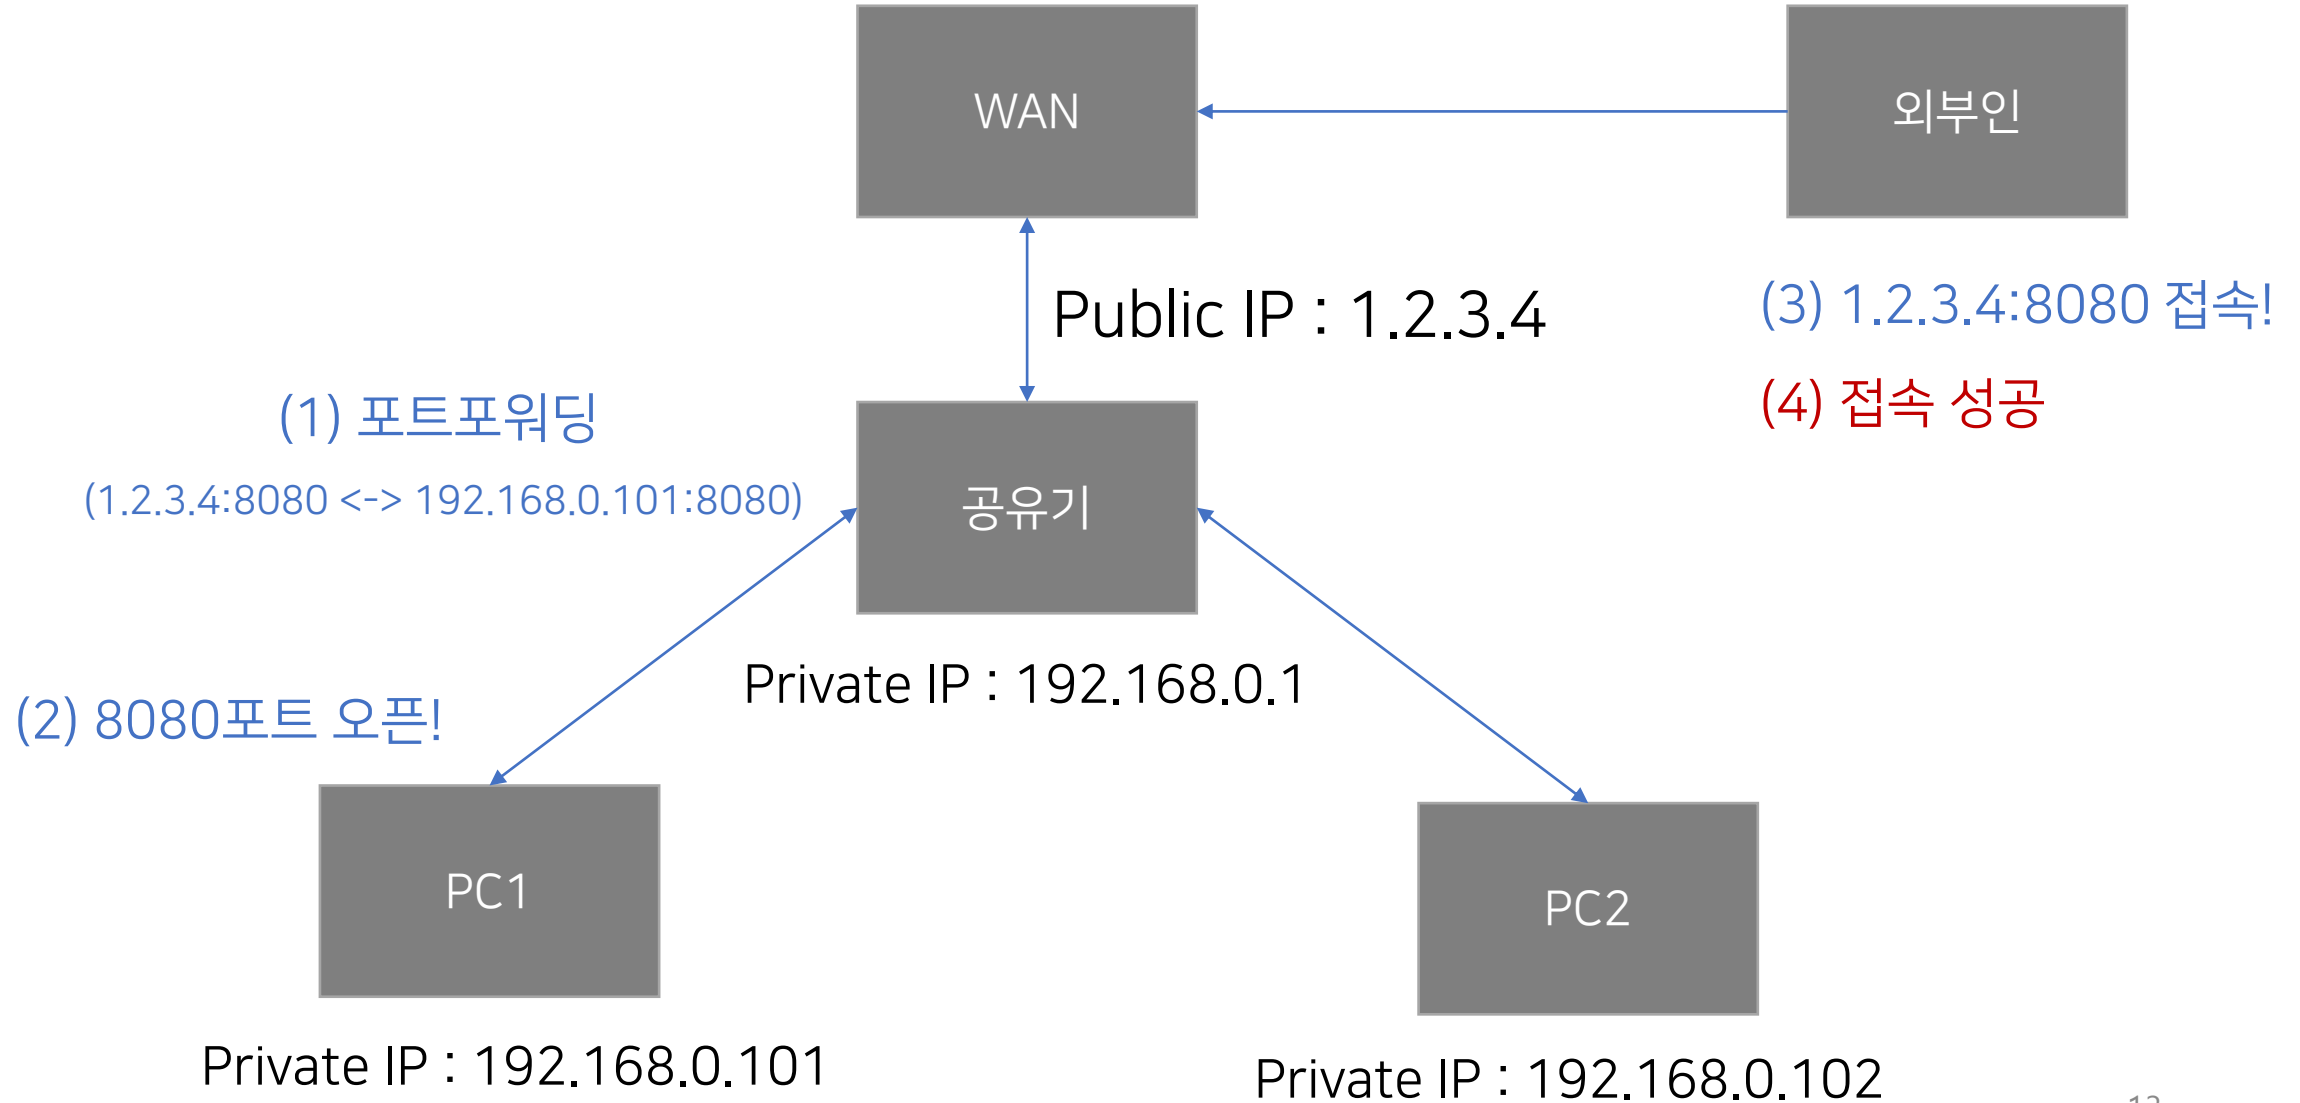 WAN
외부인
Public IP : 1.2.3.4
(3) 1.2.3.4:8080 접속!
(4) 접속 성공
(1) 포트포워딩
(1.2.3.4:8080 <-> 192.168.0.101:8080)
공유기
Private IP : 192.168.0.1
(2) 8080포트 오픈!
PC1
PC2
Private IP : 192.168.0.101
Private IP : 192.168.0.102